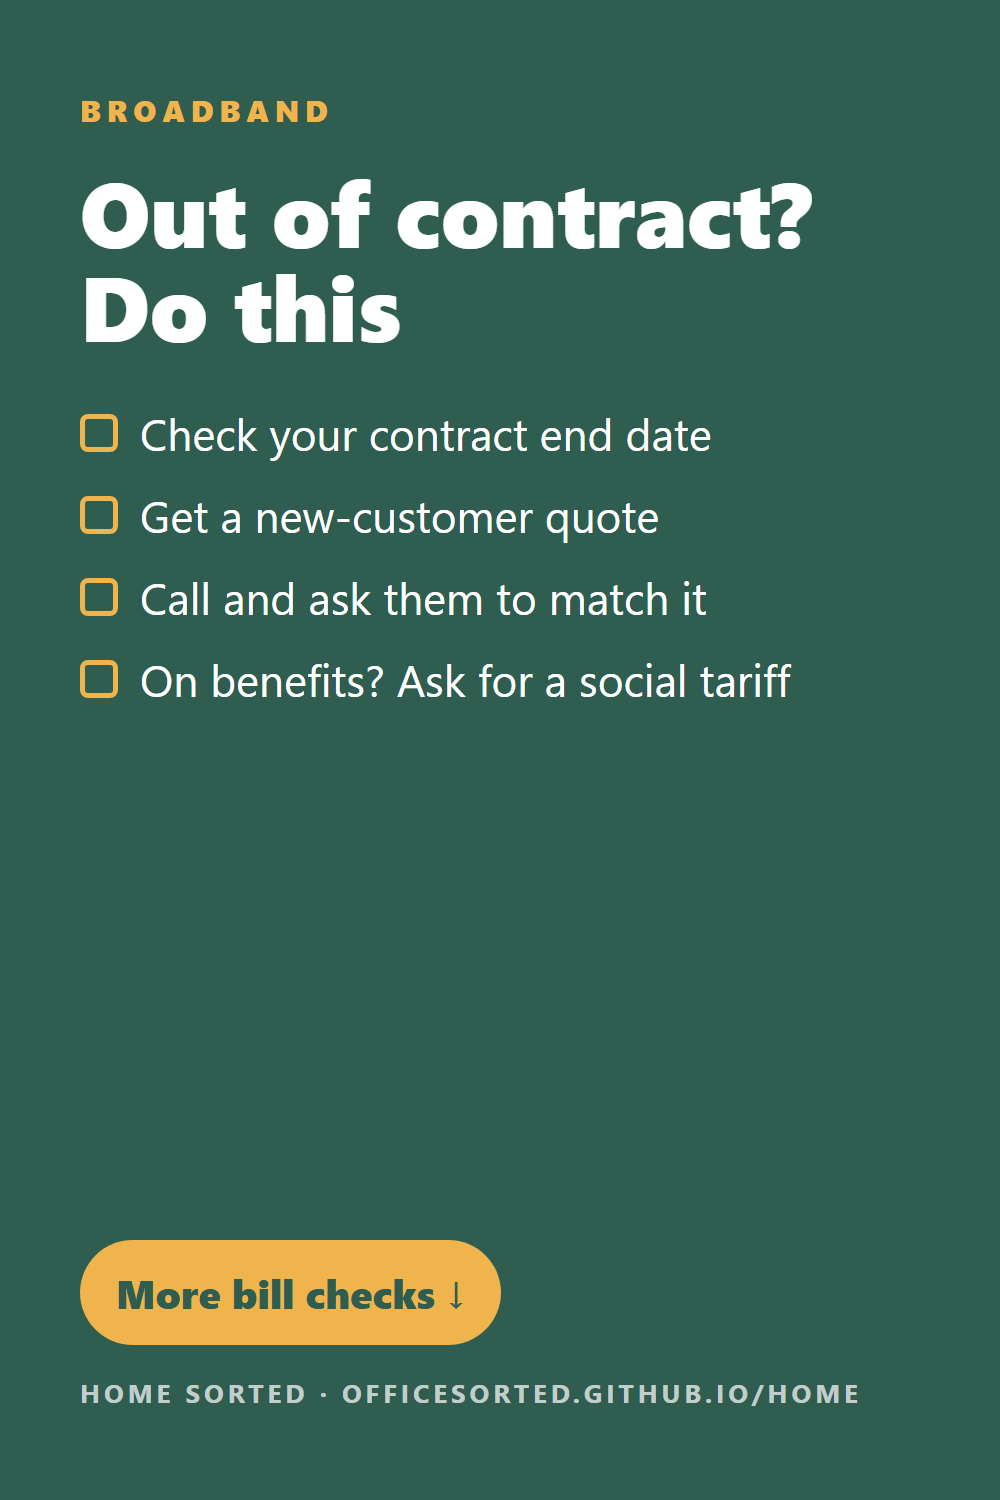 BROADBAND
Out of contract?
Do this
Check your contract end date
Get a new-customer quote
Call and ask them to match it
On benefits? Ask for a social tariff
More bill checks ↓
HOME SORTED · OFFICESORTED.GITHUB.IO/HOME